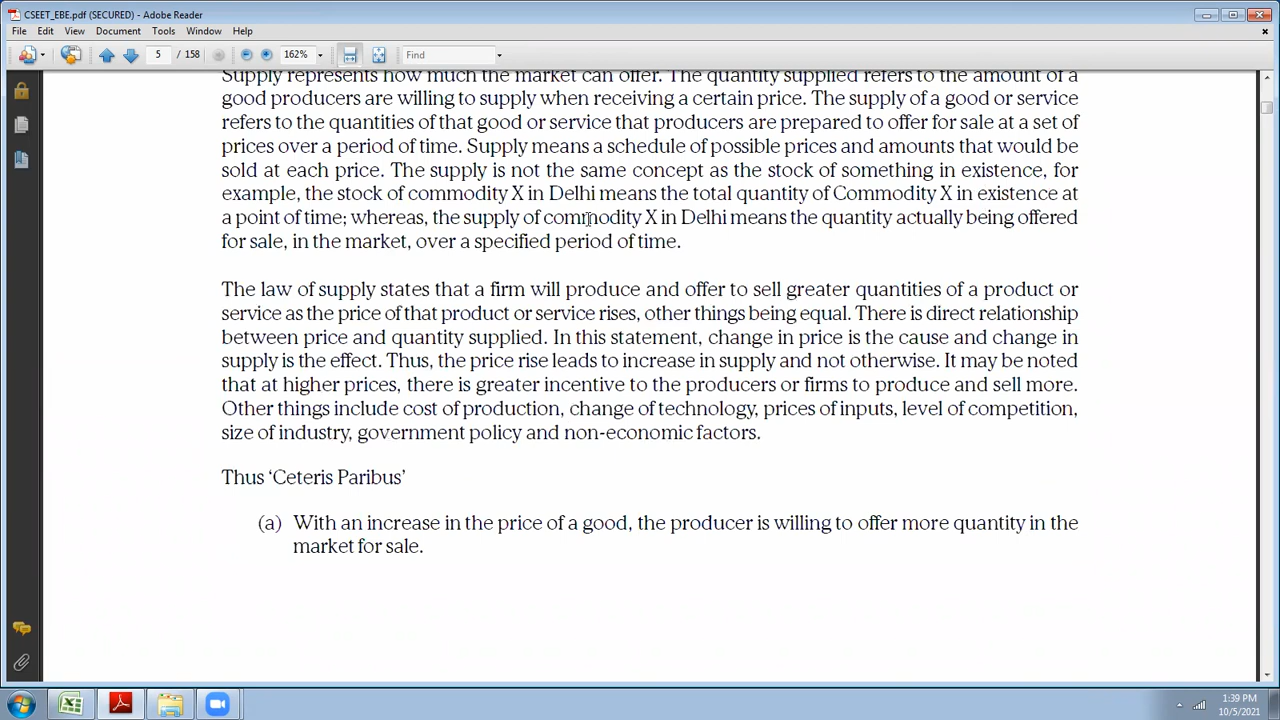 CSEET_EBE.pdf (SECURED) - Adobe Reader
File Edit View Document Tools Window Help
5 / 158 162% Find
Supply represents how much the market can offer. The quantity supplied refers to the amount of a
good producers are willing to supply when receiving a certain price. The supply of a good or service
refers to the quantities of that good or service that producers are prepared to offer for sale at a set of
prices over a period of time. Supply means a schedule of possible prices and amounts that would be
sold at each price. The supply is not the same concept as the stock of something in existence, for
example, the stock of commodity X in Delhi means the total quantity of Commodity X in existence at
a point of time; whereas, the supply of commodity X in Delhi means the quantity actually being offered
for sale, in the market, over a specified period of time.
The law of supply states that a firm will produce and offer to sell greater quantities of a product or
service as the price of that product or service rises, other things being equal. There is direct relationship
between price and quantity supplied. In this statement, change in price is the cause and change in
supply is the effect. Thus, the price rise leads to increase in supply and not otherwise. It may be noted
that at higher prices, there is greater incentive to the producers or firms to produce and sell more.
Other things include cost of production, change of technology, prices of inputs, level of competition,
size of industry, government policy and non-economic factors.
Thus ‘Ceteris Paribus’
(a) With an increase in the price of a good, the producer is willing to offer more quantity in the
market for sale.
1:39 PM
10/5/2021